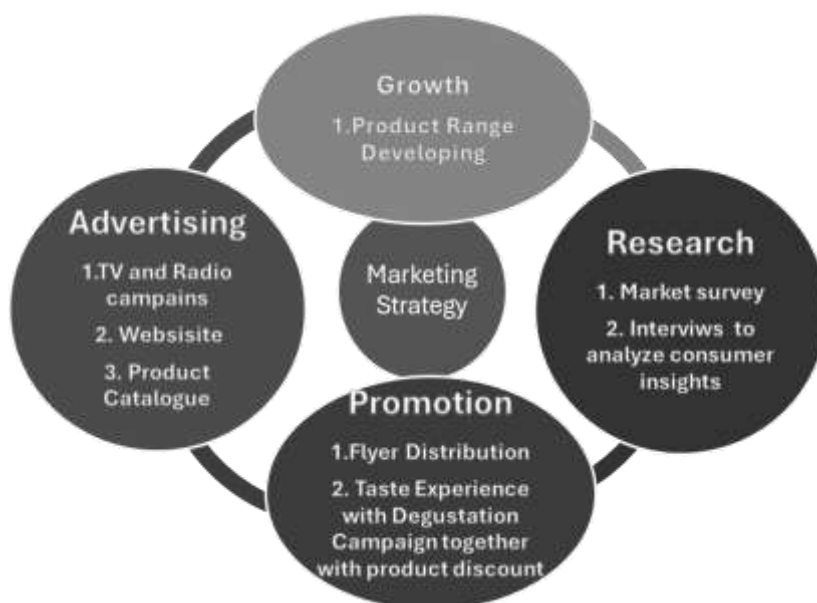 Growth
1.Product Range
Developing
Advertising
1.TV and Radio
campains
2. Websisite
3. Product
Catalogue
Marketing
Strategy
Research
1. Market survey
2. Interviws to
analyze consumer
insights
Promotion
1.Flyer Distribution
2. Taste Experience
with Degustation
Campaign together
with product discount